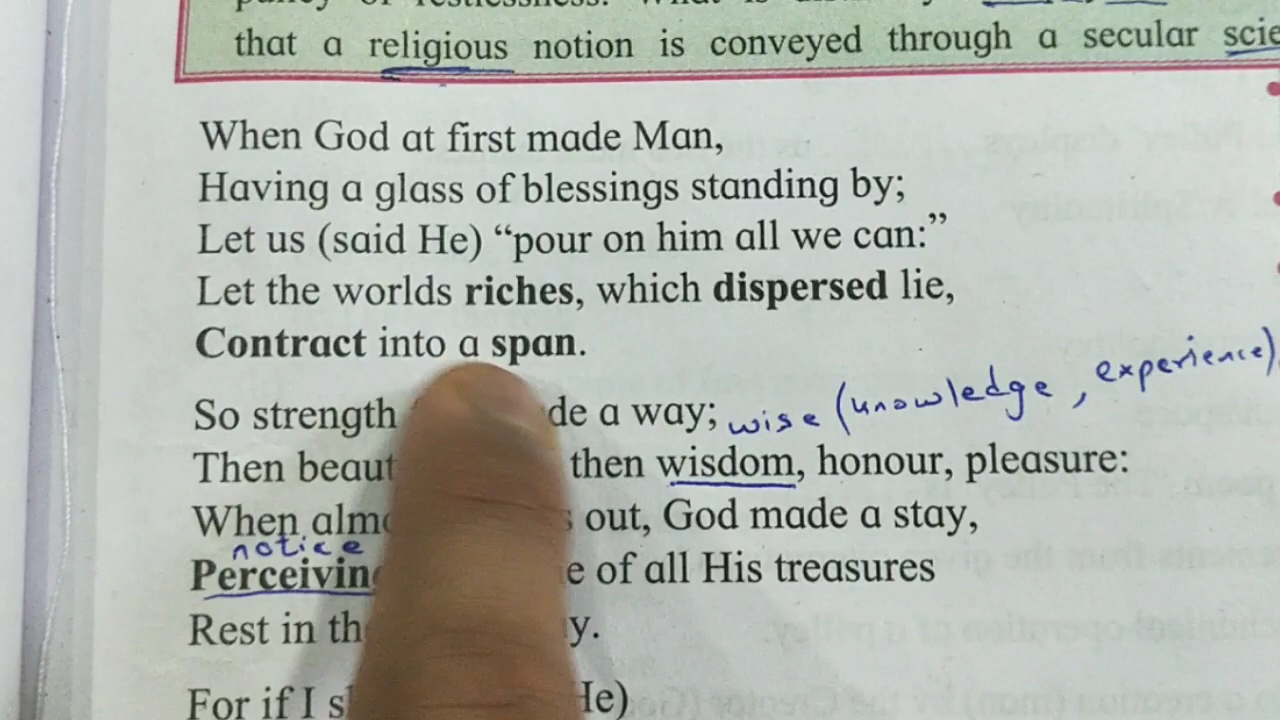 that a religious notion is conveyed through a secular scie
When God at first made Man,
Having a glass of blessings standing by;
Let us (said He) “pour on him all we can:”
Let the worlds riches, which dispersed lie,
Contract into a span.
So strength de a way; wise (knowledge, experience)
Then beaut then wisdom, honour, pleasure:
When almo s out, God made a stay,
notice
Perceiving e of all His treasures
Rest in th y.
For if I s He)